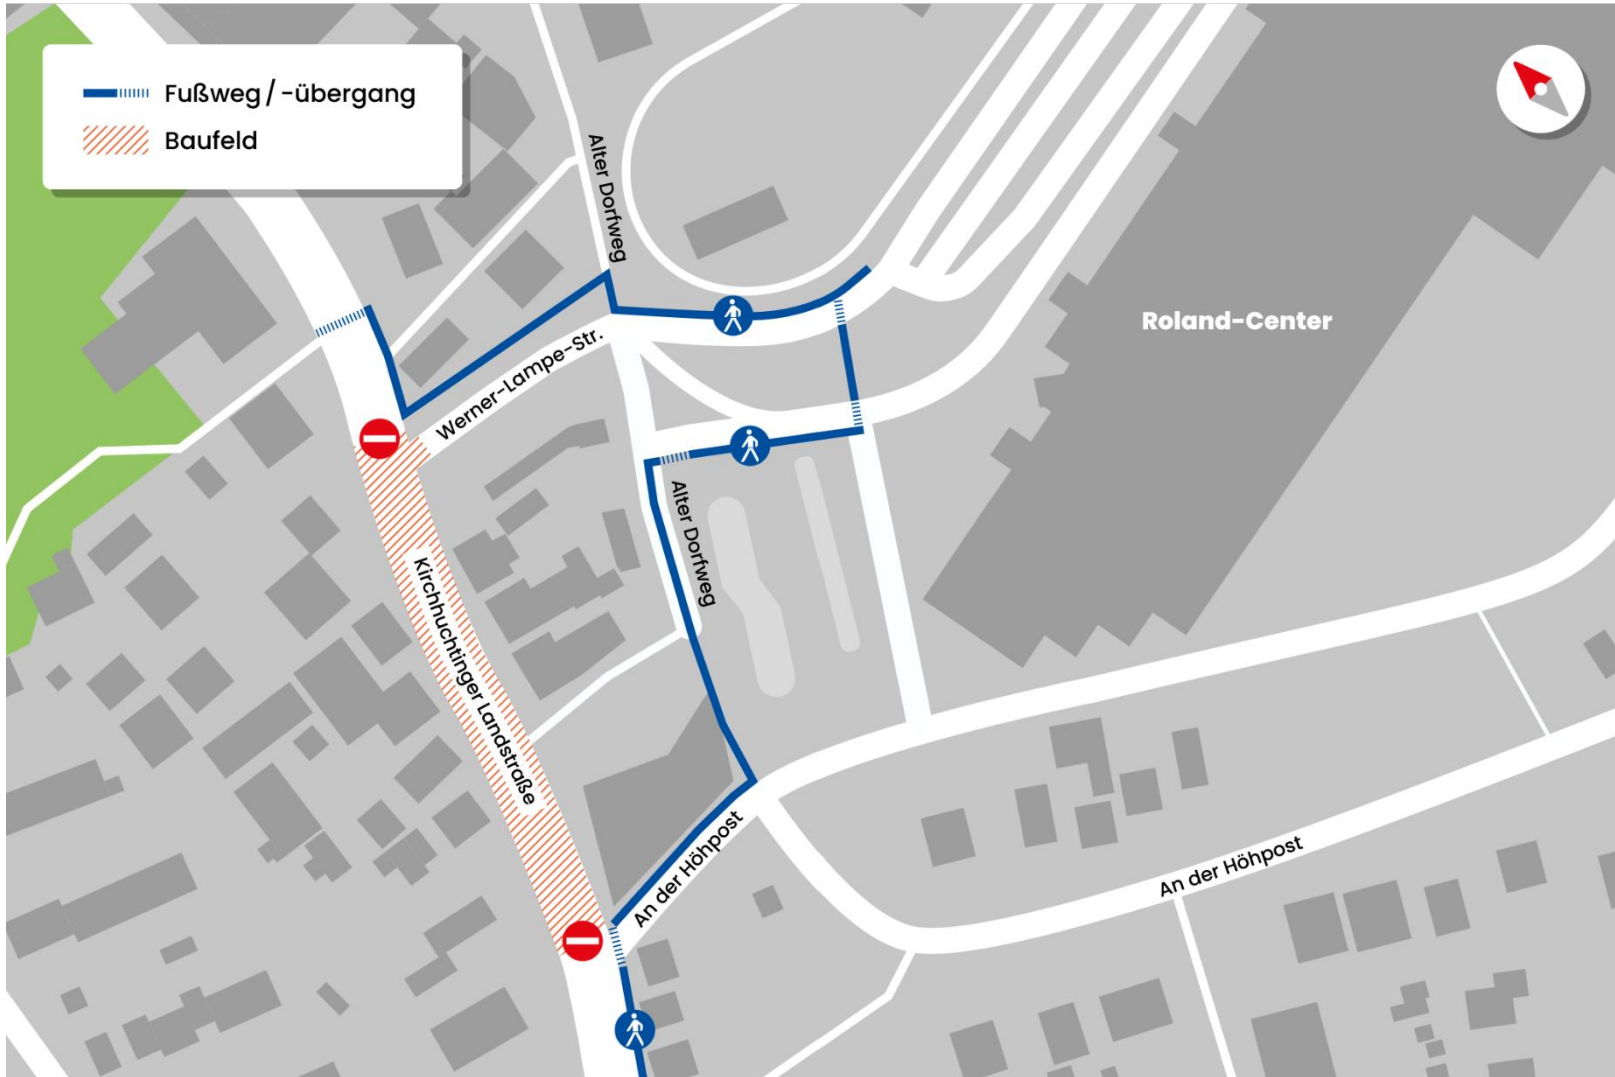 Fußweg / -übergang
Baufeld
Alter Dorfweg
Roland-Center
Werner-Lampe-Str.
Alter Dorfweg
Kirchhuchtinger Landstraße
An der Höhpost
An der Höhpost